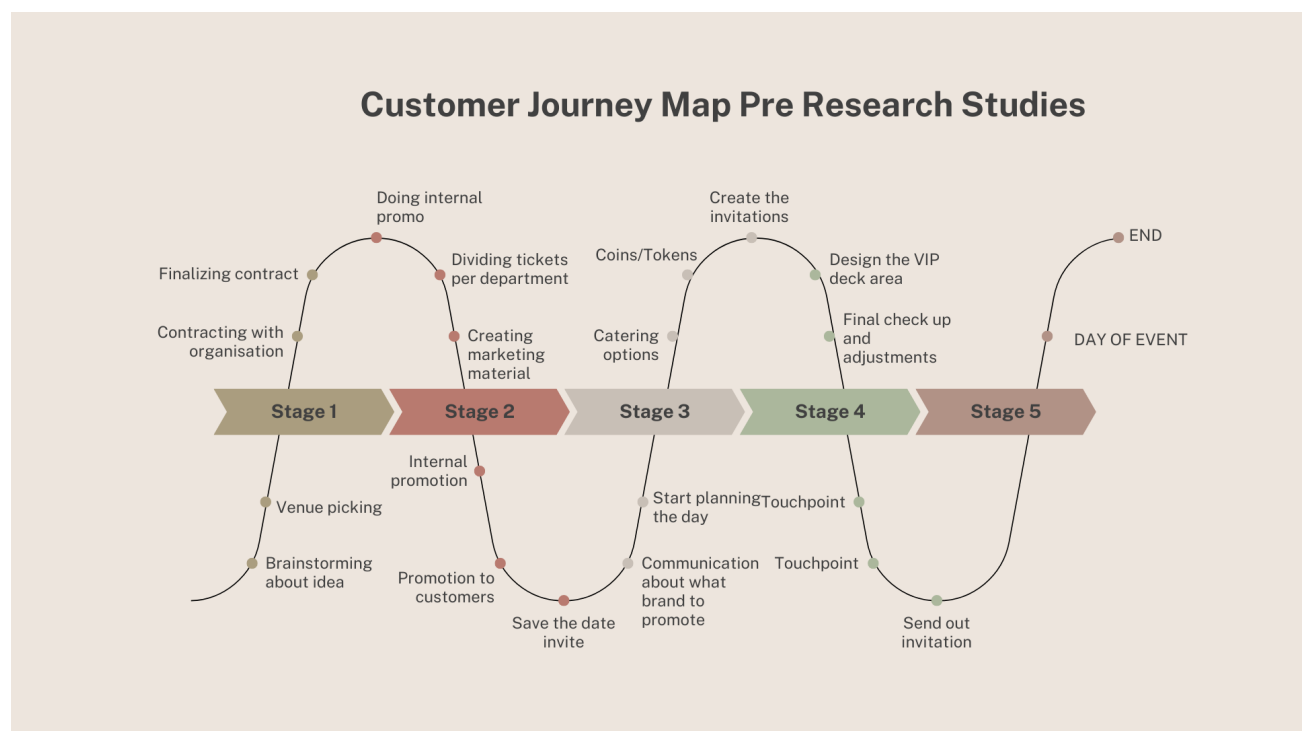 Customer Journey Map Pre Research Studies
Doing internal
promo
Create the
invitations
END
Finalizing contract
Dividing tickets
per department
Coins/Tokens
Design the VIP
deck area
Contracting with
organisation
Creating
marketing
material
Catering
options
Final check up
and
adjustments
DAY OF EVENT
Stage 1
Stage 2
Stage 3
Stage 4
Stage 5
Internal
promotion
Venue picking
Start planning
the day
Touchpoint
Brainstorming
about idea
Promotion to
customers
Communication
about what
brand to
promote
Touchpoint
Save the date
invite
Send out
invitation